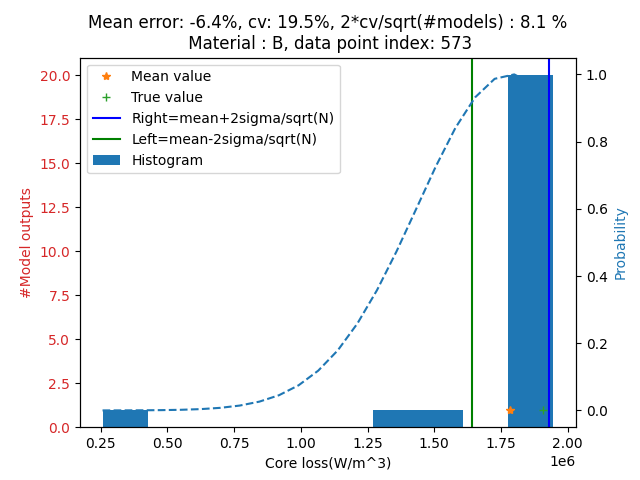 Mean error: -6.4%, cv: 19.5%, 2*cv/sqrt(#models) : 8.1 %
Material : B, data point index: 573
Mean value
True value
Right=mean+2sigma/sqrt(N)
Left=mean-2sigma/sqrt(N)
Histogram
20.0
17.5
15.0
12.5
10.0
7.5
5.0
2.5
0.0
#Model outputs
1.0
0.8
0.6
0.4
0.2
0.0
Probability
0.25
0.50
0.75
1.00
1.25
1.50
1.75
2.00
1e6
Core loss(W/m^3)